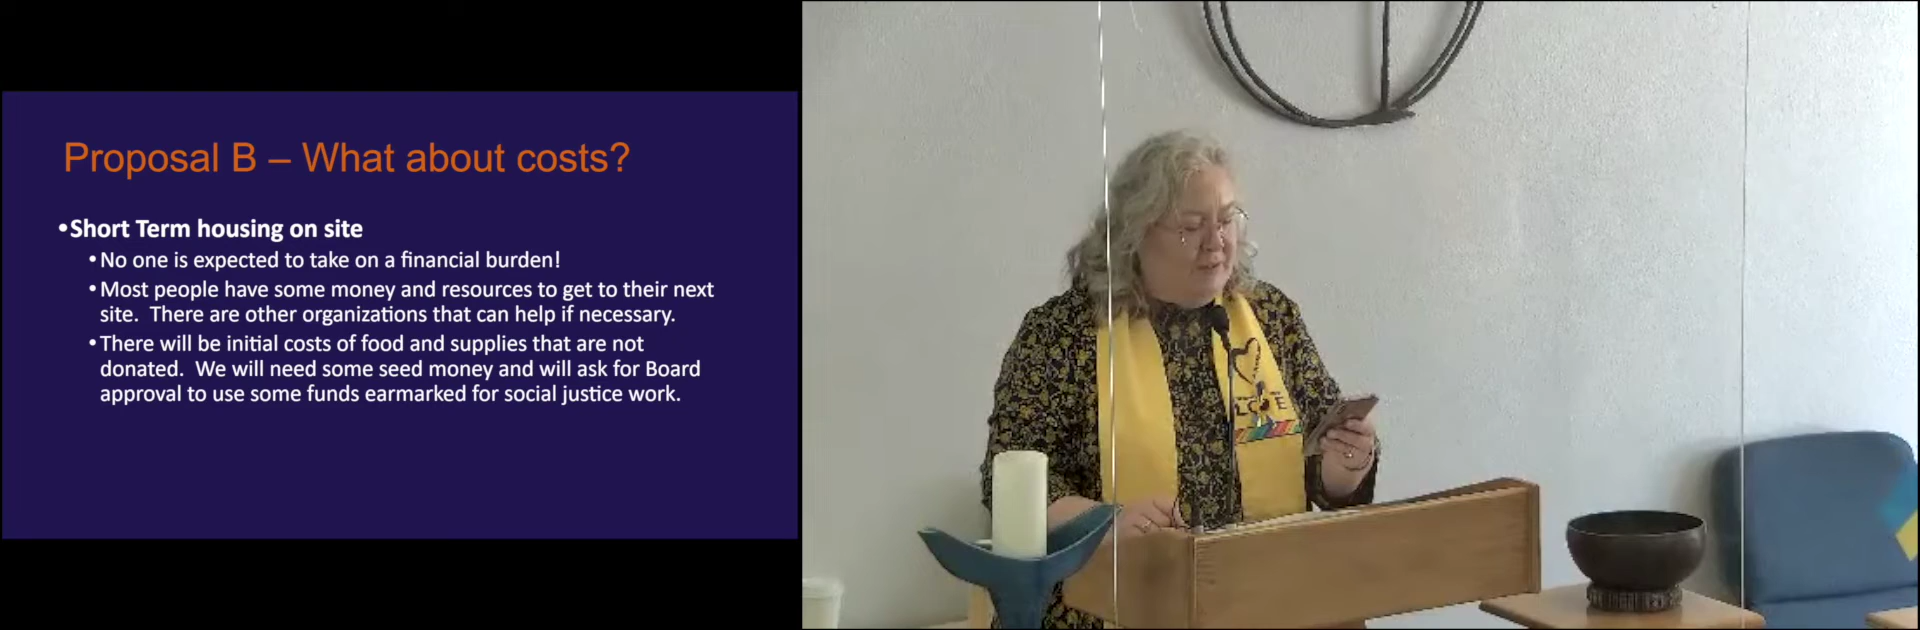 Proposal B – What about costs?
•Short Term housing on site
•No one is expected to take on a financial burden!
•Most people have some money and resources to get to their next
site.  There are other organizations that can help if necessary.
•There will be initial costs of food and supplies that are not
donated.  We will need some seed money and will ask for Board
approval to use some funds earmarked for social justice work.